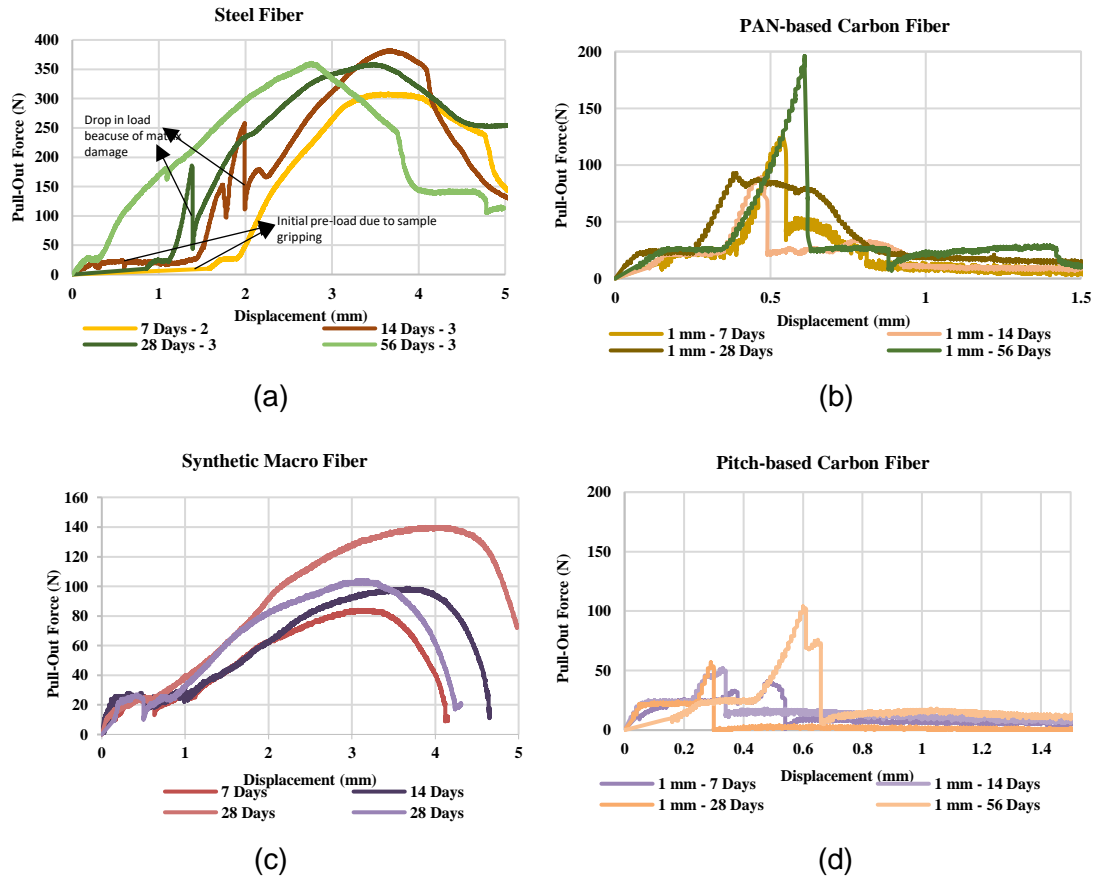 Steel Fiber
Pull-Out Force (N)
400
350
300
250
200
150
100
50
0
Drop in load
beacuse of matrix
damage
Initial pre-load due to sample
gripping
0 1 2 3 4 5
Displacement (mm)
7 Days - 2 14 Days - 3
28 Days - 3 56 Days - 3
(a)
PAN-based Carbon Fiber
Pull-Out Force(N)
200
150
100
50
0
0 0.5 1 1.5
Displacement (mm)
1 mm - 7 Days 1 mm - 14 Days
1 mm - 28 Days 1 mm - 56 Days
(b)
Synthetic Macro Fiber
Pull-Out Force (N)
160
140
120
100
80
60
40
20
0
0 1 2 3 4 5
Displacement (mm)
7 Days 14 Days
28 Days 28 Days
(c)
Pitch-based Carbon Fiber
Pull-Out Force (N)
200
150
100
50
0
0 0.2 0.4 0.6 0.8 1 1.2 1.4
Displacement (mm)
1 mm - 7 Days 1 mm - 14 Days
1 mm - 28 Days 1 mm - 56 Days
(d)